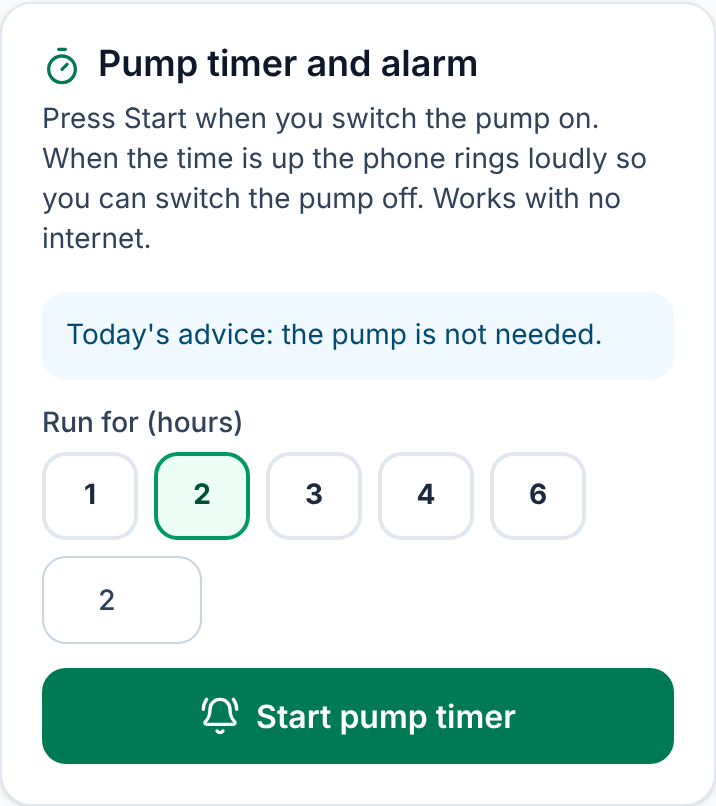 Pump timer and alarm
Press Start when you switch the pump on.
When the time is up the phone rings loudly so
you can switch the pump off. Works with no
internet.
Today's advice: the pump is not needed.
Run for (hours)
1 2 3 4 6
2
Start pump timer